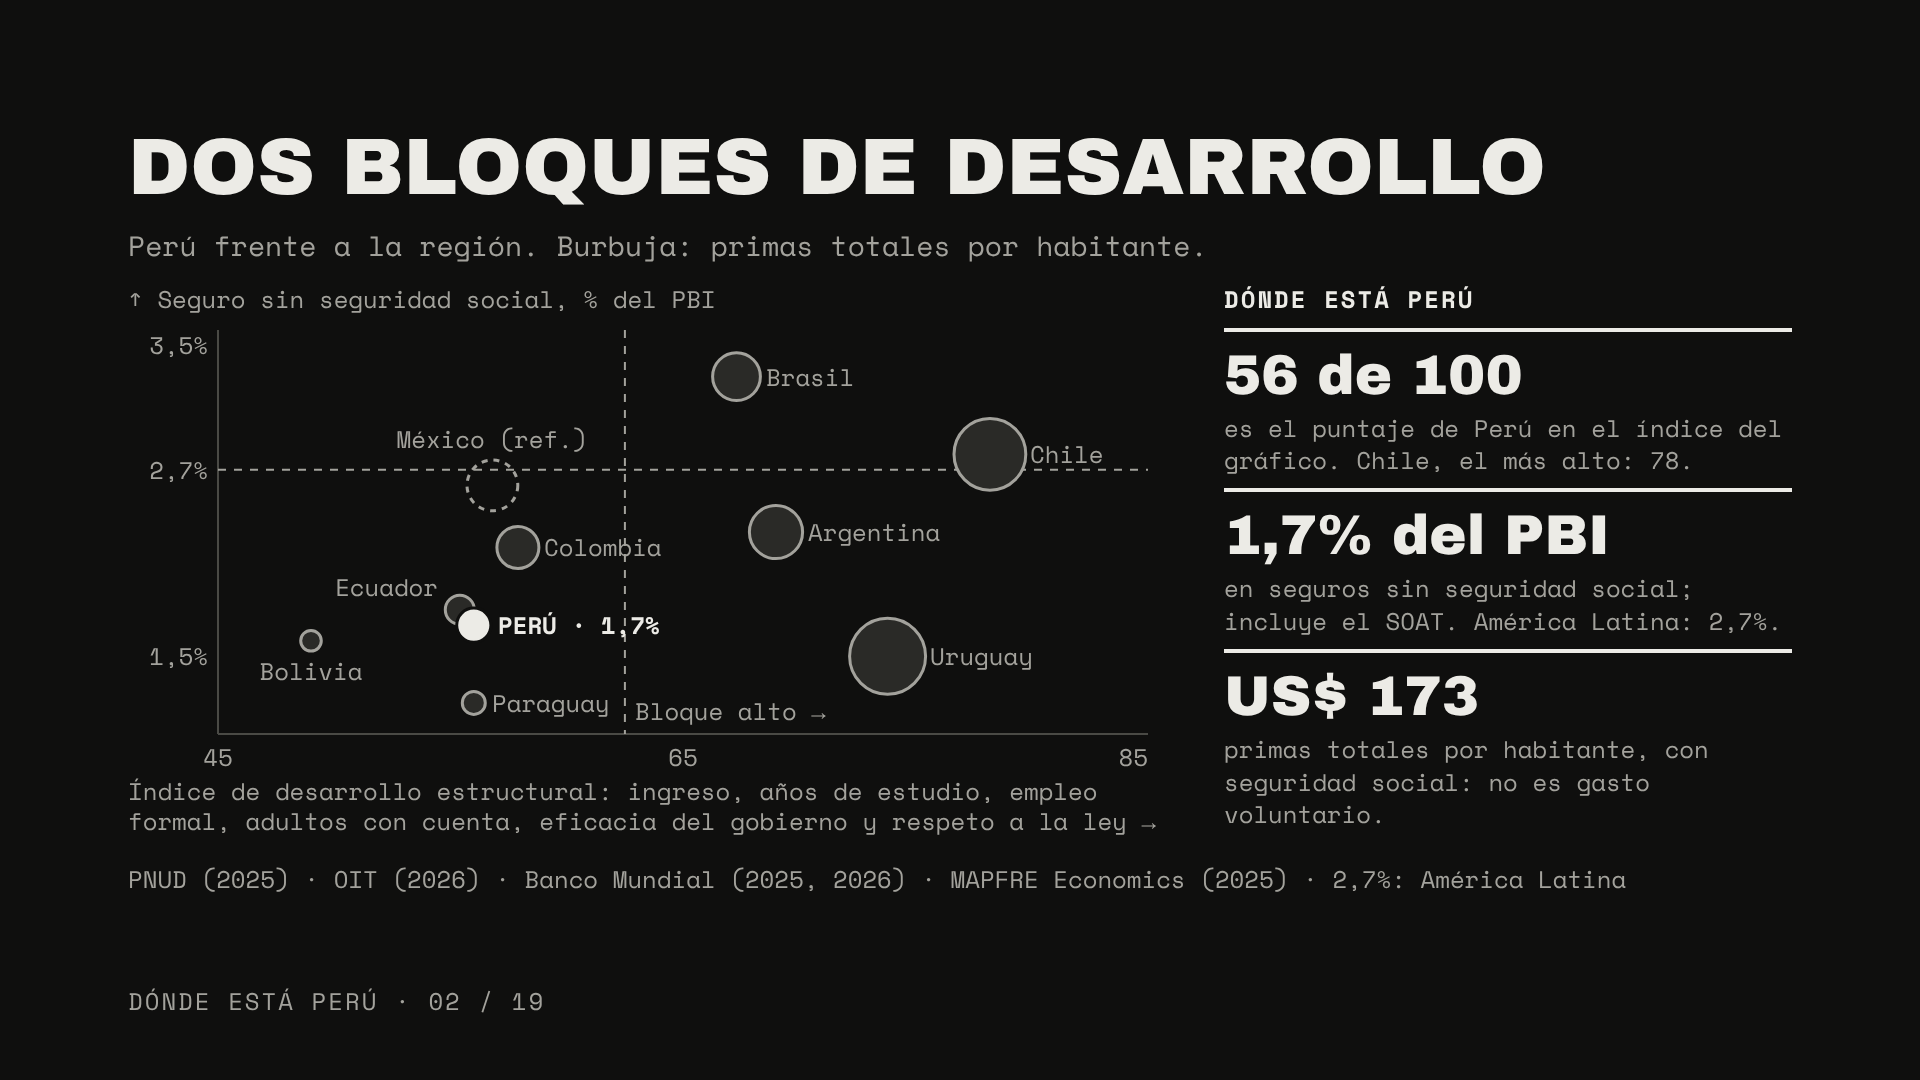 DOS BLOQUES DE DESARROLLO
Perú frente a la región. Burbuja: primas totales por habitante.
↑ Seguro sin seguridad social, % del PBI
3,5%
Brasil
México (ref.)
2,7%
Chile
Argentina
Colombia
Ecuador
PERÚ · 1,7%
1,5%
Bolivia
Uruguay
Paraguay
Bloque alto →
45
65
85
Índice de desarrollo estructural: ingreso, años de estudio, empleo
formal, adultos con cuenta, eficacia del gobierno y respeto a la ley →
DÓNDE ESTÁ PERÚ
56 de 100
es el puntaje de Perú en el índice del
gráfico. Chile, el más alto: 78.
1,7% del PBI
en seguros sin seguridad social;
incluye el SOAT. América Latina: 2,7%.
US$ 173
primas totales por habitante, con
seguridad social: no es gasto
voluntario.
PNUD (2025) · OIT (2026) · Banco Mundial (2025, 2026) · MAPFRE Economics (2025) · 2,7%: América Latina
DÓNDE ESTÁ PERÚ · 02 / 19